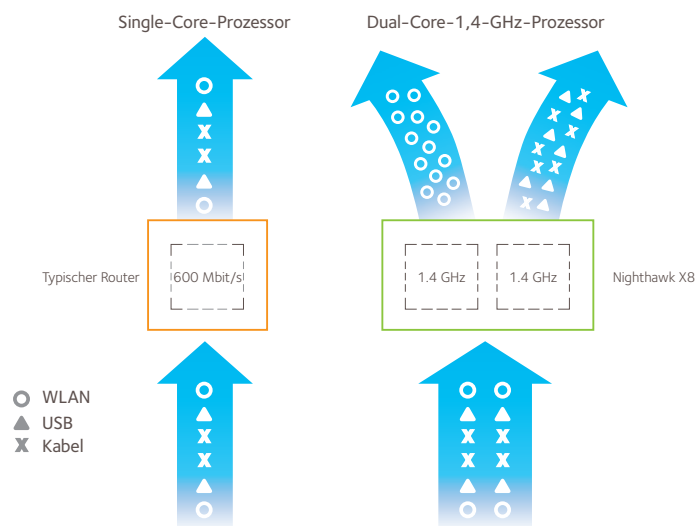 Single-Core-Prozessor
Dual-Core-1,4-GHz-Prozessor
Typischer Router
600 Mbit/s
1.4 GHz
1.4 GHz
Nighthawk X8
WLAN
USB
Kabel